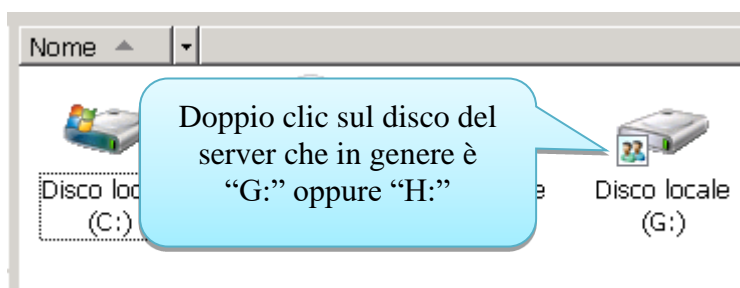 Nome
Doppio clic sul disco del
server che in genere è
“G:” oppure “H:”
Disco loc
(C:)
e
Disco locale
(G:)